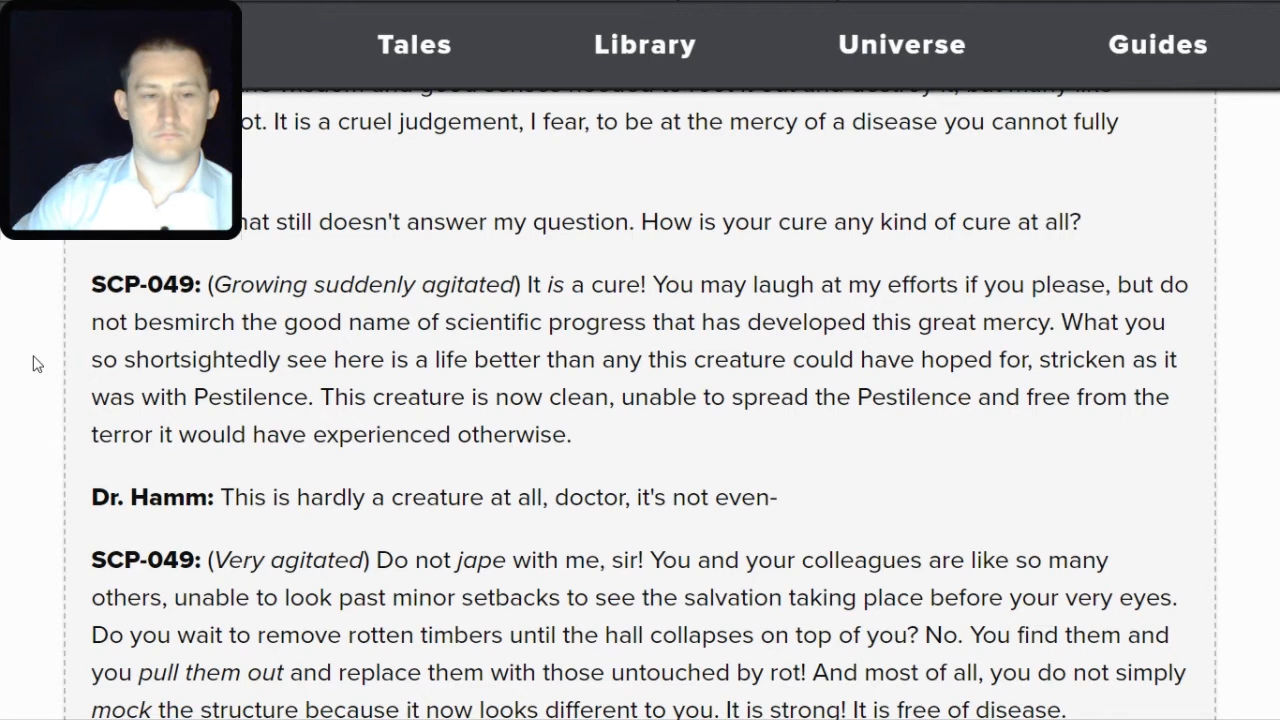 Tales Library Universe Guides
ot. It is a cruel judgement, I fear, to be at the mercy of a disease you cannot fully
hat still doesn't answer my question. How is your cure any kind of cure at all?
SCP-049: (Growing suddenly agitated) It is a cure! You may laugh at my efforts if you please, but do
not besmirch the good name of scientific progress that has developed this great mercy. What you
so shortsightedly see here is a life better than any this creature could have hoped for, stricken as it
was with Pestilence. This creature is now clean, unable to spread the Pestilence and free from the
terror it would have experienced otherwise.
Dr. Hamm: This is hardly a creature at all, doctor, it's not even-
SCP-049: (Very agitated) Do not jape with me, sir! You and your colleagues are like so many
others, unable to look past minor setbacks to see the salvation taking place before your very eyes.
Do you wait to remove rotten timbers until the hall collapses on top of you? No. You find them and
you pull them out and replace them with those untouched by rot! And most of all, you do not simply
mock the structure because it now looks different to you. It is strong! It is free of disease.